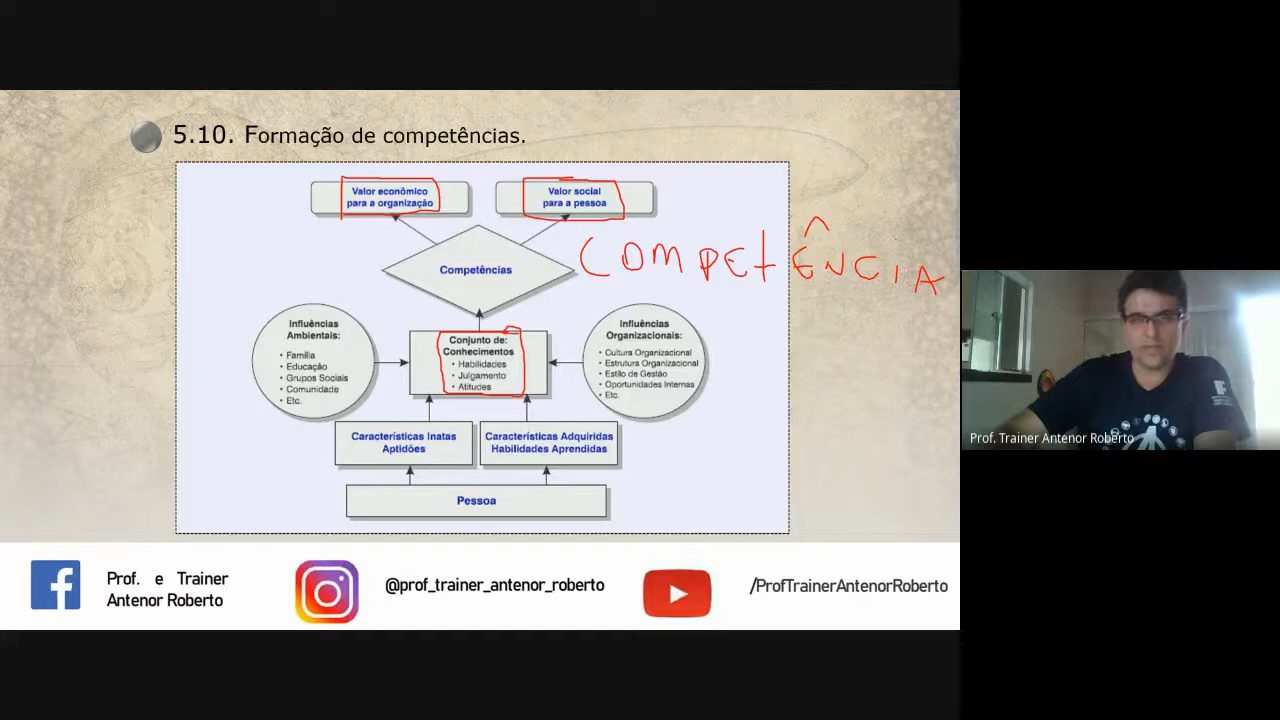 5.10. Formação de competências.
Valor econômico
para a organização
Valor social
para a pessoa
Competências
COMPETÊNCIA
Influências
Ambientais:
• Família
• Educação
• Grupos Sociais
• Comunidade
• Etc.
Conjunto de:
Conhecimentos
• Habilidades
• Julgamento
• Atitudes
Influências
Organizacionais:
• Cultura Organizacional
• Estrutura Organizacional
• Estilo de Gestão
• Oportunidades Internas
• Etc.
Características Inatas
Aptidões
Características Adquiridas
Habilidades Aprendidas
Pessoa
Prof. Trainer Antenor Roberto
Prof. e Trainer
Antenor Roberto
@prof_trainer_antenor_roberto
/ProfTrainerAntenorRoberto